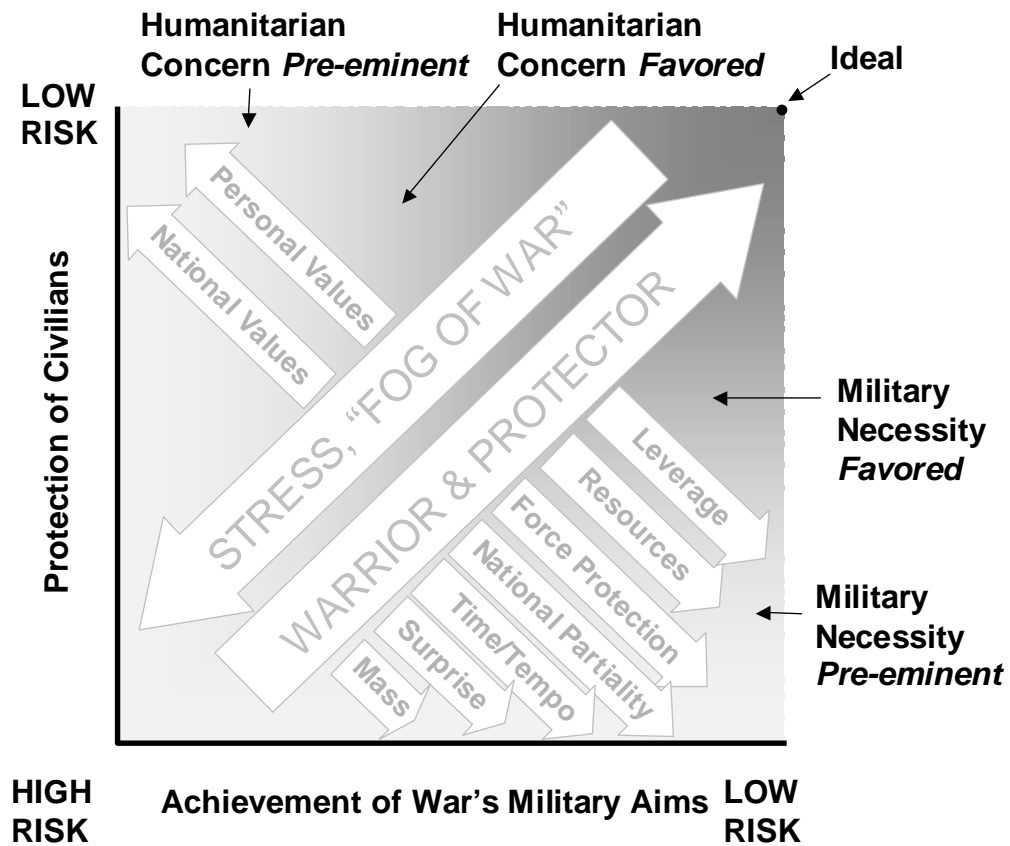 Humanitarian
Concern Pre-eminent
Humanitarian
Concern Favored
Ideal
LOW
RISK
Personal Values
National Values
STRESS, “FOG OF WAR”
WARRIOR & PROTECTOR
Protection of Civilians
Military
Necessity
Favored
Leverage
Resources
Force Protection
National Partiality
Time/Tempo
Surprise
Mass
Military
Necessity
Pre-eminent
HIGH
RISK
Achievement of War’s Military Aims
LOW
RISK